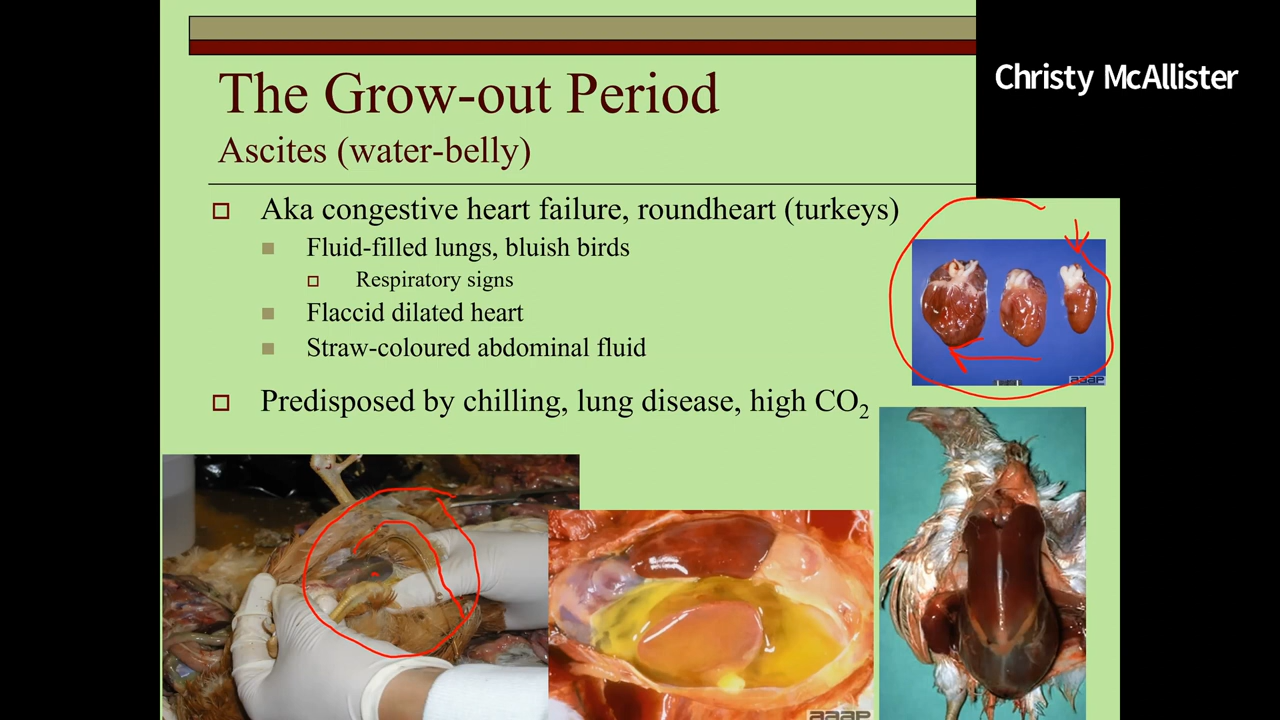 Christy McAllister
The Grow-out Period
Ascites (water-belly)
Aka congestive heart failure, roundheart (turkeys)
Fluid-filled lungs, bluish birds
Respiratory signs
Flaccid dilated heart
Straw-coloured abdominal fluid
Predisposed by chilling, lung disease, high CO₂